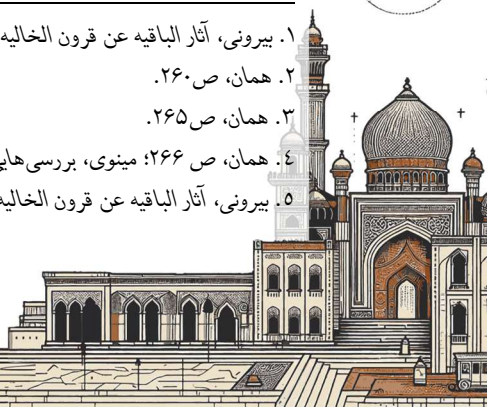 ۱. بیرونی، آثار الباقیه عن قرون الخالیه
۲. همان، ص۲۶۰.
۳. همان، ص۲۶۵.
٤. همان، ص ۲۶۶؛ مینوی، بررسی‌هایی
۵. بیرونی، آثار الباقیه عن قرون الخالیه